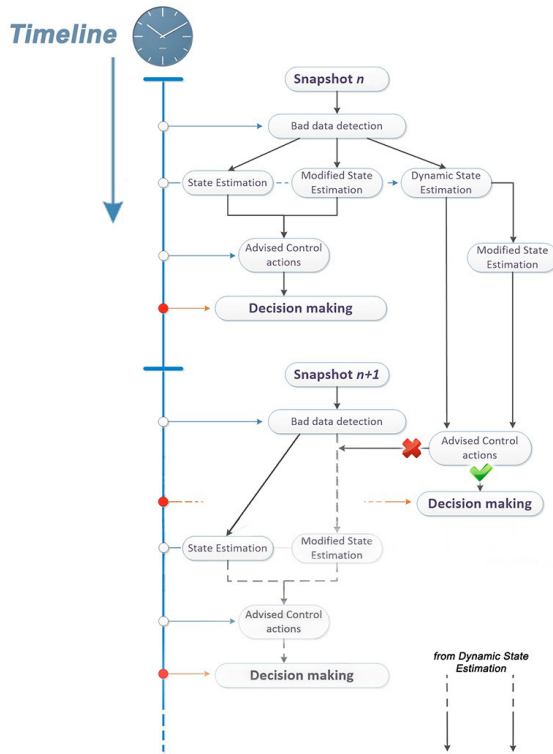 Timeline
Snapshot n
Bad data detection
State Estimation
Modified State
Estimation
Dynamic State
Estimation
Advised Control
actions
Modified State
Estimation
Decision making
Snapshot n+1
Bad data detection
Advised Control
actions
Decision making
State Estimation
Modified State
Estimation
Advised Control
actions
Decision making
from Dynamic State
Estimation